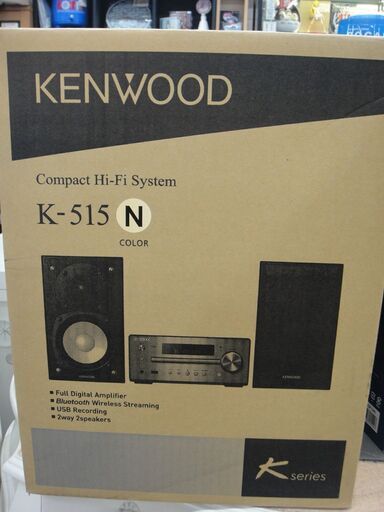 KENWOOD
Compact Hi-Fi System
K-515 N
COLOR
KENWOOD
■ Full Digital Amplifier
■ Bluetooth Wireless Streaming
■ USB Recording
■ 2way 2speakers
K series